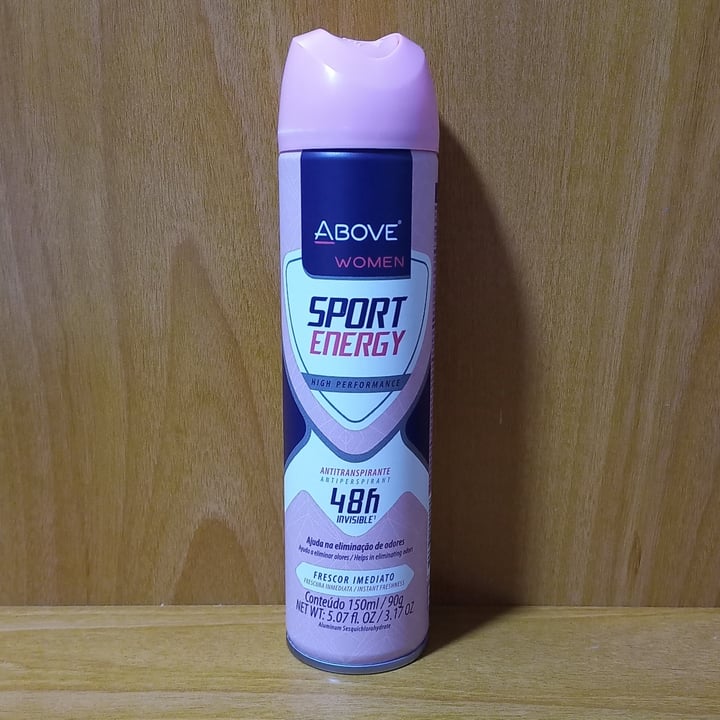 ABOVE®
WOMEN
SPORT
ENERGY
HIGH PERFORMANCE
ANTITRANSPIRANTE
ANTIPERSPIRANT
48h
INVISIBLE¹
Ajuda na eliminação de odores
Ayuda a eliminar olores / Helps in eliminating odors
FRESCOR IMEDIATO
FRESCURA INMEDIATA / INSTANT FRESHNESS
Conteúdo 150ml / 90g
NET WT: 5.07 fl. OZ / 3.17 OZ
Aluminum Sesquichlorohydrate